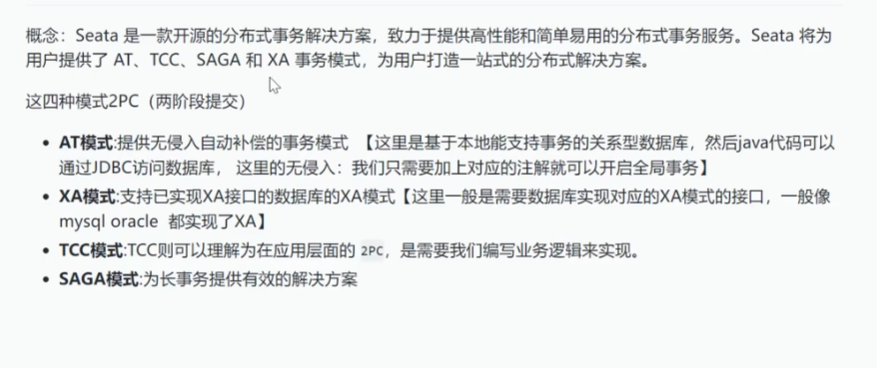 概念：Seata 是一款开源的分布式事务解决方案，致力于提供高性能和简单易用的分布式事务服务。Seata 将为
用户提供了 AT、TCC、SAGA 和 XA 事务模式，为用户打造一站式的分布式解决方案。
这四种模式2PC（两阶段提交）
• AT模式:提供无侵入自动补偿的事务模式 【这里是基于本地能支持事务的关系型数据库，然后java代码可以
通过JDBC访问数据库， 这里的无侵入：我们只需要加上对应的注解就可以开启全局事务】
• XA模式:支持已实现XA接口的数据库的XA模式【这里一般是需要数据库实现对应的XA模式的接口，一般像
mysql oracle 都实现了XA】
• TCC模式:TCC则可以理解为在应用层面的 2PC，是需要我们编写业务逻辑来实现。
• SAGA模式:为长事务提供有效的解决方案